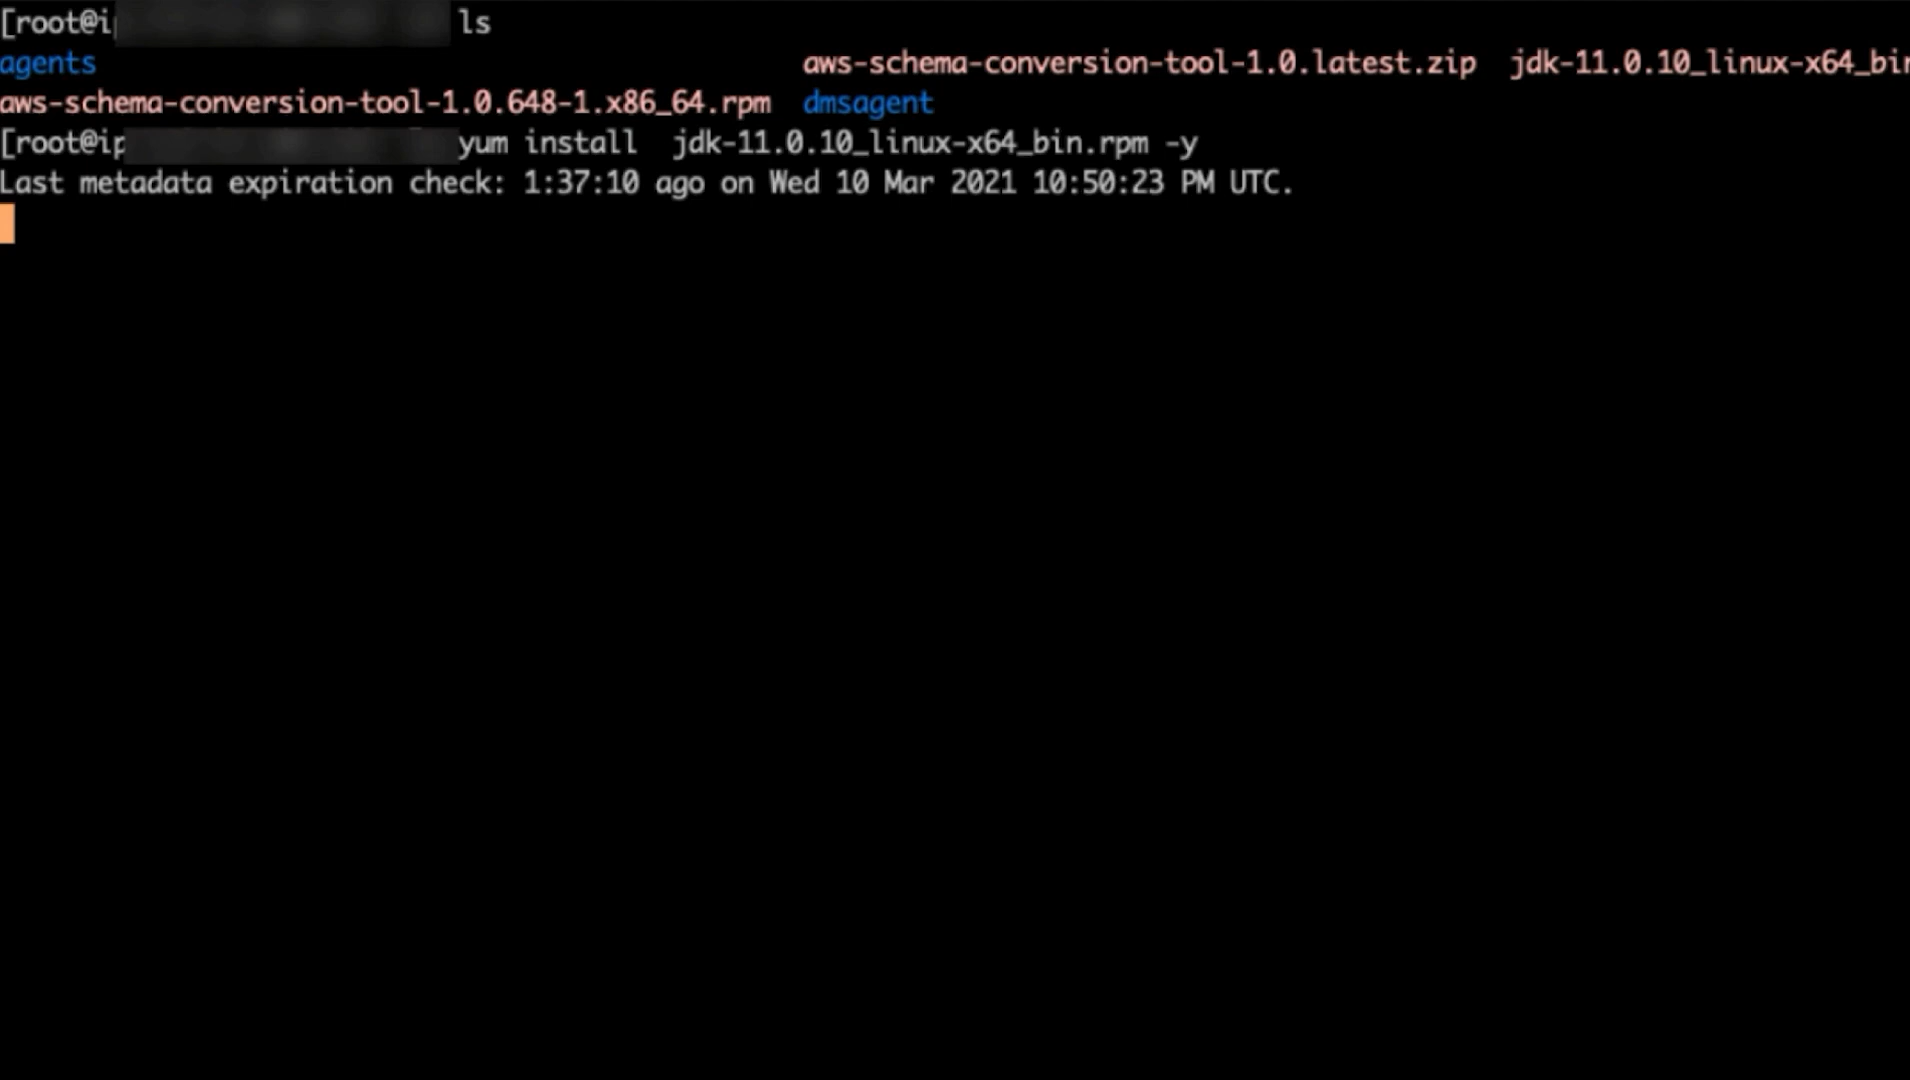 [root@ip ls
agents aws-schema-conversion-tool-1.0.latest.zip jdk-11.0.10_linux-x64_bin
aws-schema-conversion-tool-1.0.648-1.x86_64.rpm dmsagent
[root@ip yum install  jdk-11.0.10_linux-x64_bin.rpm -y
Last metadata expiration check: 1:37:10 ago on Wed 10 Mar 2021 10:50:23 PM UTC.